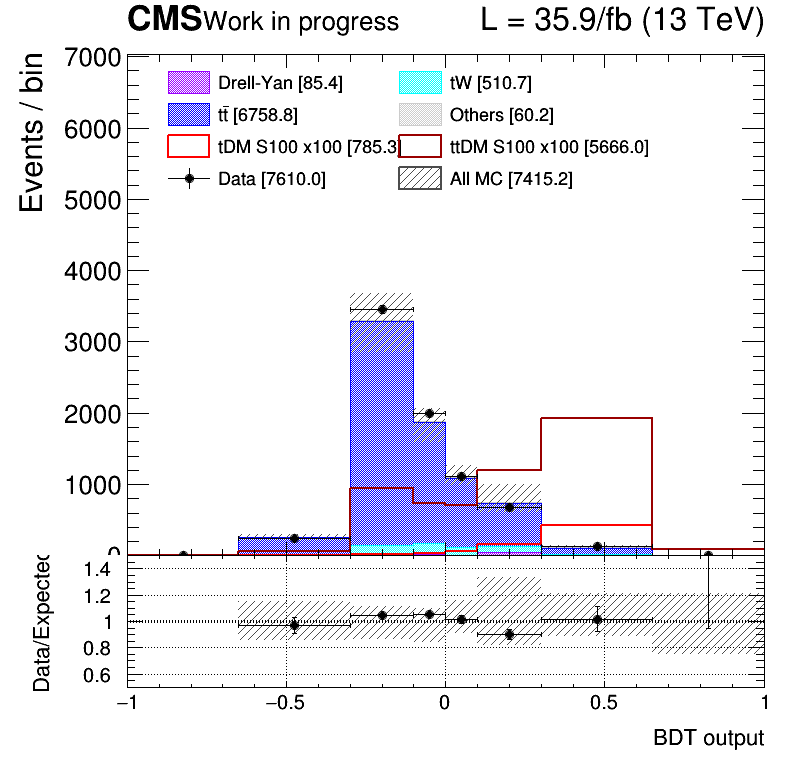 CMS Work in progress L = 35.9/fb (13 TeV)
Events / bin
7000
6000
5000
4000
3000
2000
1000
0
Drell-Yan [85.4] tW [510.7]
tt̄ [6758.8] Others [60.2]
tDM S100 x100 [785.3] ttDM S100 x100 [5666.0]
Data [7610.0] All MC [7415.2]
Data/Expected
1.4
1.2
1
0.8
0.6
−1 −0.5 0 0.5 1
BDT output